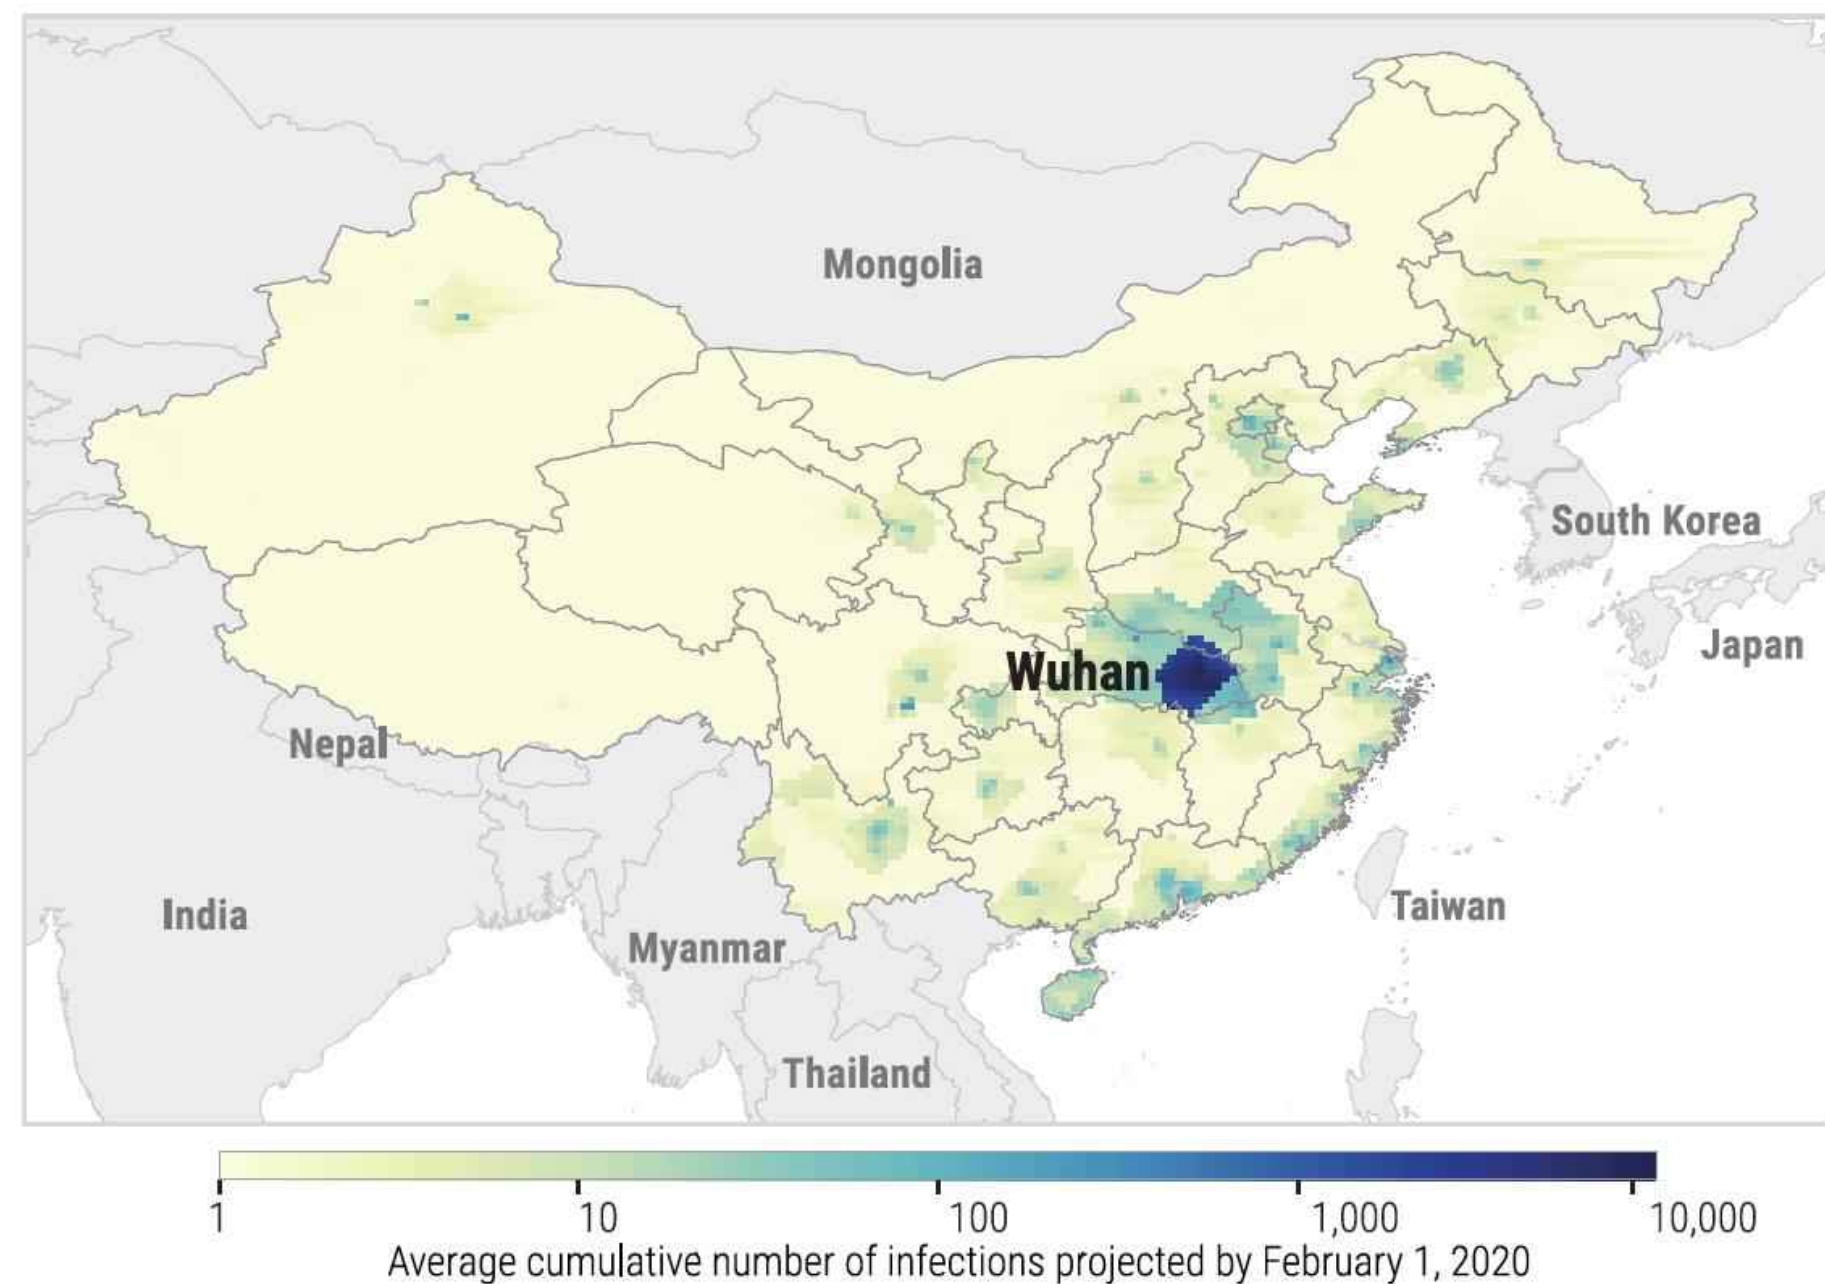 Mongolia
South Korea
Japan
Wuhan
Nepal
Taiwan
India
Myanmar
Thailand
1 10 100 1,000 10,000
Average cumulative number of infections projected by February 1, 2020